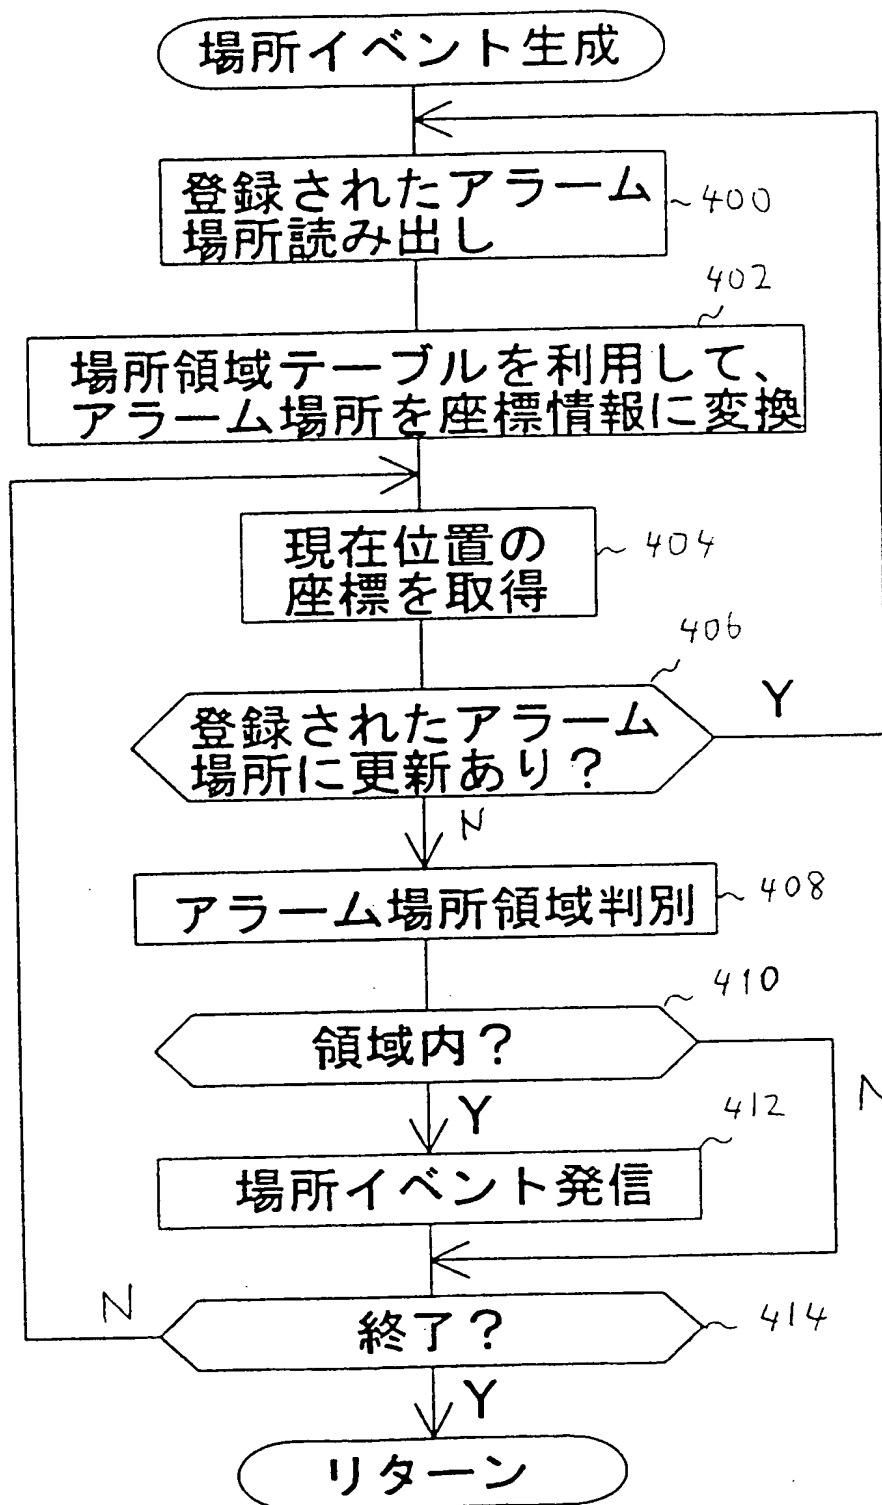 場所イベント生成
登録されたアラーム
場所読み出し
400
402
場所領域テーブルを利用して、
アラーム場所を座標情報に変換
現在位置の
座標を取得
404
406
登録されたアラーム
場所に更新あり？
Y
N
アラーム場所領域判別
408
410
領域内？
N
Y
412
場所イベント発信
N
終了？
414
Y
リターン